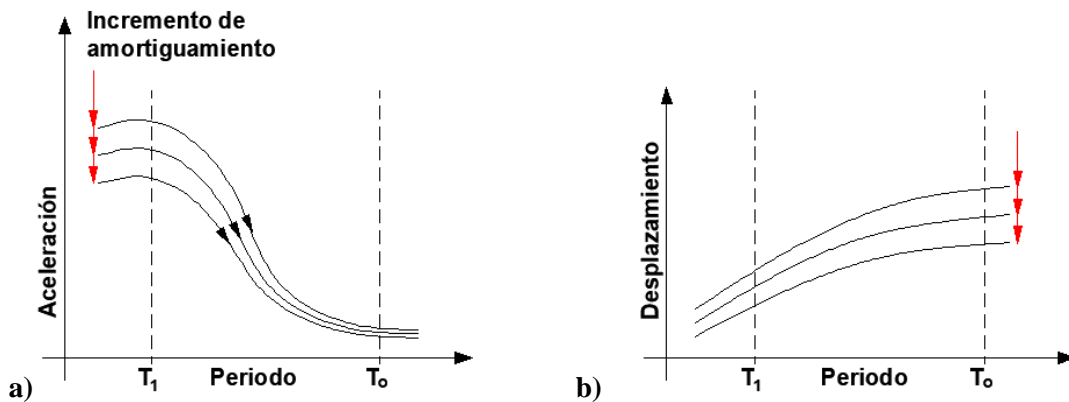 Incremento de
amortiguamiento
Aceleración
T₁
Periodo
Tₒ
a)
Desplazamiento
T₁
Periodo
Tₒ
b)